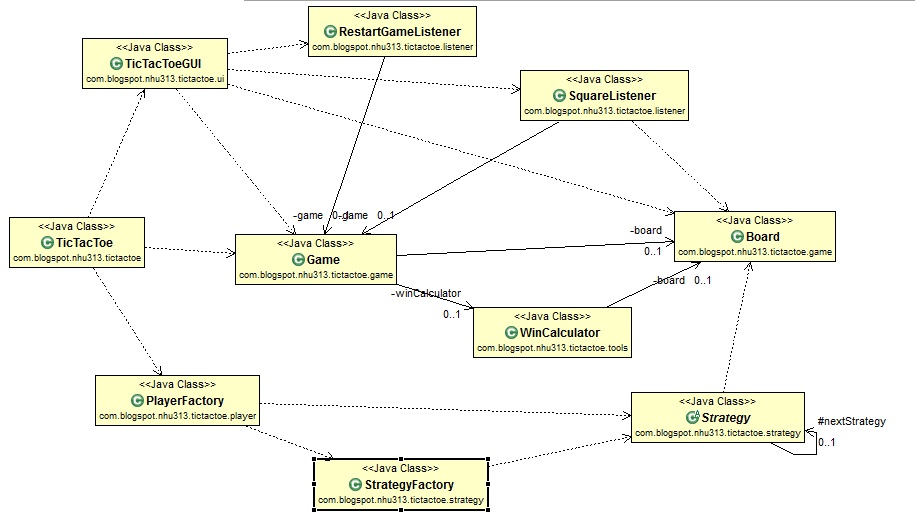 <<Java Class>>
RestartGameListener
com.blogspot.nhu313.tictactoe.listener
<<Java Class>>
TicTacToeGUI
com.blogspot.nhu313.tictactoe.ui
<<Java Class>>
SquareListener
com.blogspot.nhu313.tictactoe.listener
-game 0..1
-game 0..1
<<Java Class>>
TicTacToe
com.blogspot.nhu313.tictactoe
<<Java Class>>
Game
com.blogspot.nhu313.tictactoe.game
-board
0..1
<<Java Class>>
Board
com.blogspot.nhu313.tictactoe.game
-winCalculator
0..1
-board 0..1
<<Java Class>>
WinCalculator
com.blogspot.nhu313.tictactoe.tools
<<Java Class>>
PlayerFactory
com.blogspot.nhu313.tictactoe.player
<<Java Class>>
Strategy
com.blogspot.nhu313.tictactoe.strategy
#nextStrategy
0..1
<<Java Class>>
StrategyFactory
com.blogspot.nhu313.tictactoe.strategy